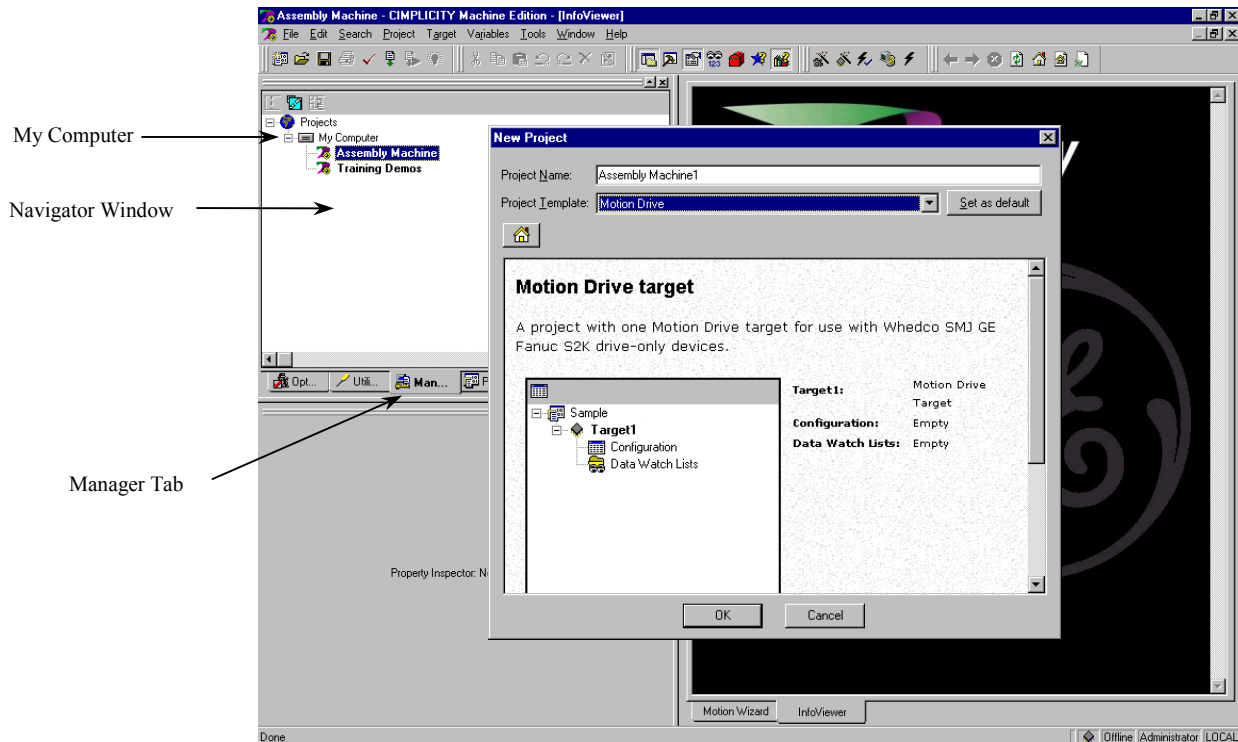 Assembly Machine - CIMPLICITY Machine Edition - [InfoViewer]
File Edit Search Project Target Variables Tools Window Help
Projects
My Computer
My Computer
Assembly Machine
Training Demos
Navigator Window
New Project
Project Name: Assembly Machine1
Project Template: Motion Drive Set as default
Motion Drive target
A project with one Motion Drive target for use with Whedco SMJ GE
Fanuc S2K drive-only devices.
Sample
Target1
Configuration
Data Watch Lists
Target1: Motion Drive
Target
Configuration: Empty
Data Watch Lists: Empty
Opt... Utili... Man... P
Manager Tab
Property Inspector: N
OK Cancel
Motion Wizard InfoViewer
Done Offline Administrator LOCAL